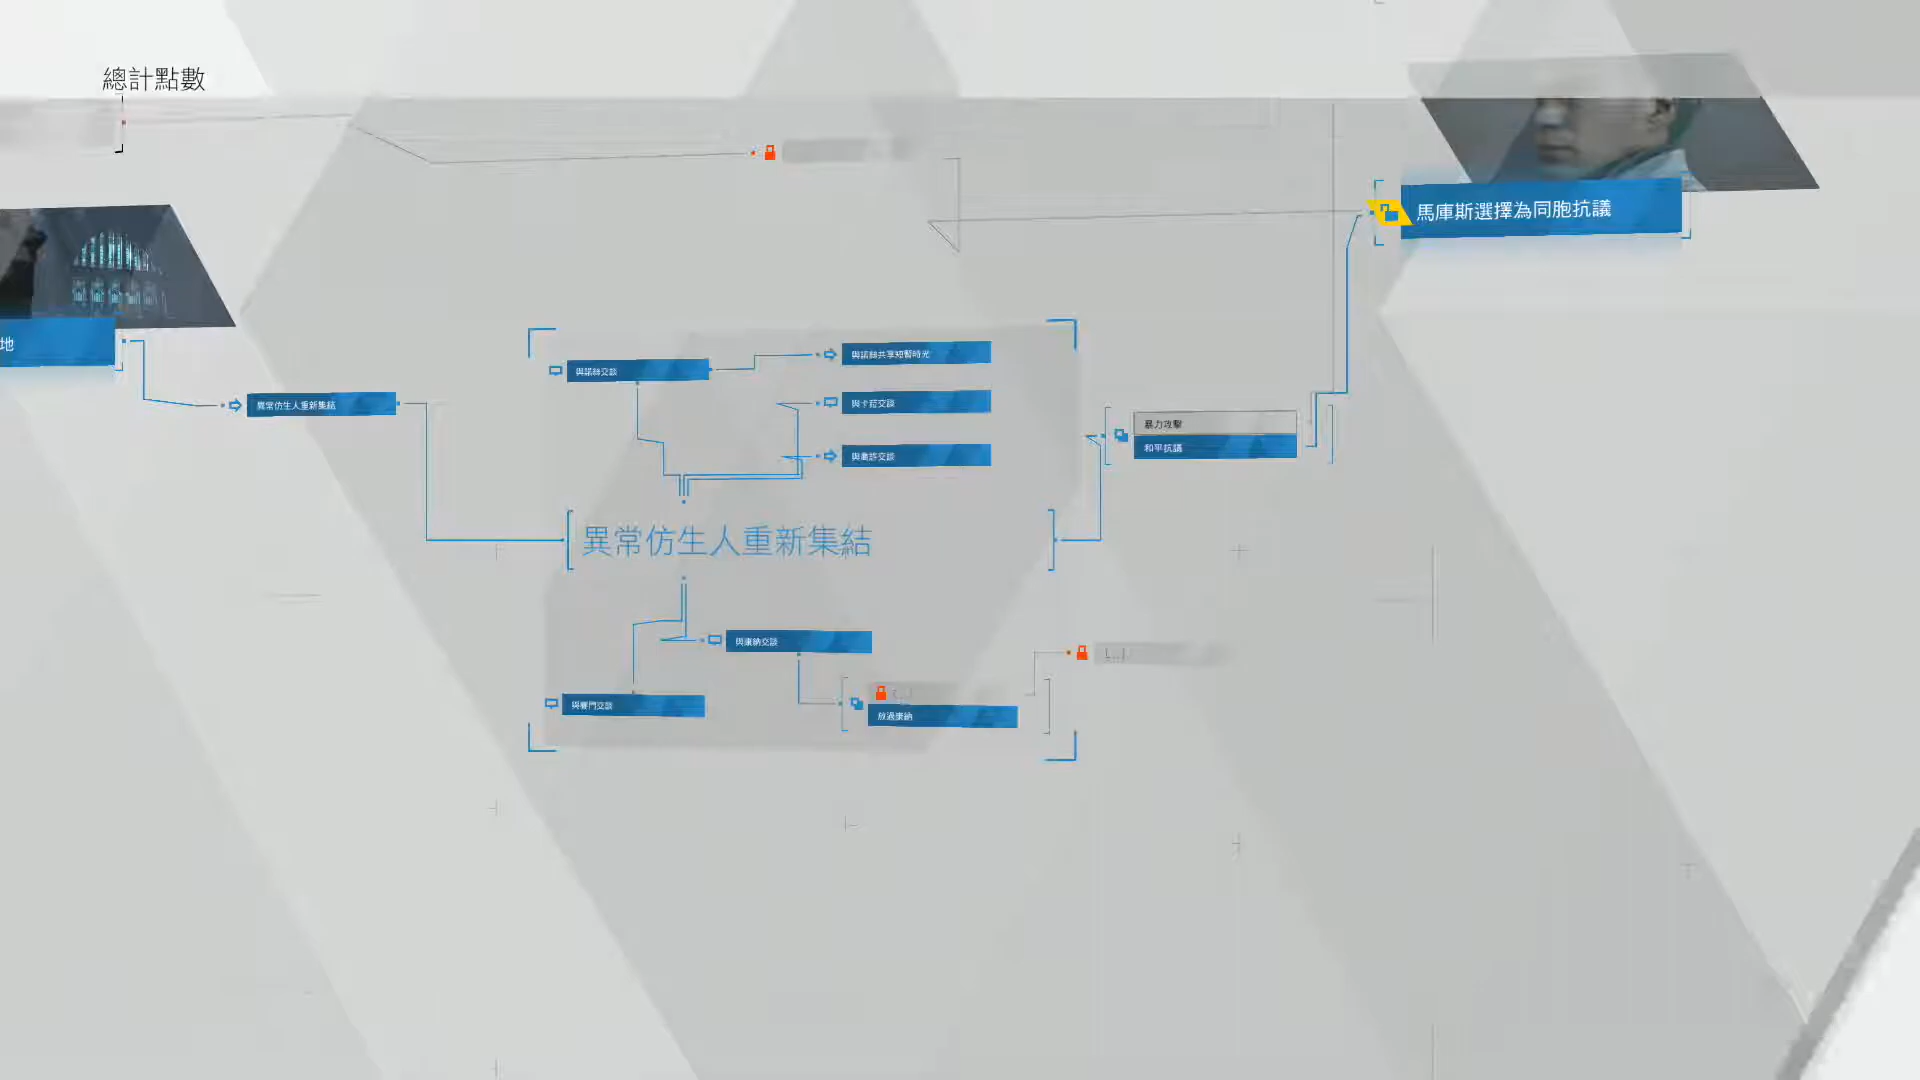 總計點數
馬庫斯選擇為同胞抗議
地
異常仿生人重新集結
與諾絲交談
與諾絲共享短暫時光
與卡菈交談
與喬許交談
暴力攻擊
和平抗議
異常仿生人重新集結
與康納交談
與賽門交談
放過康納